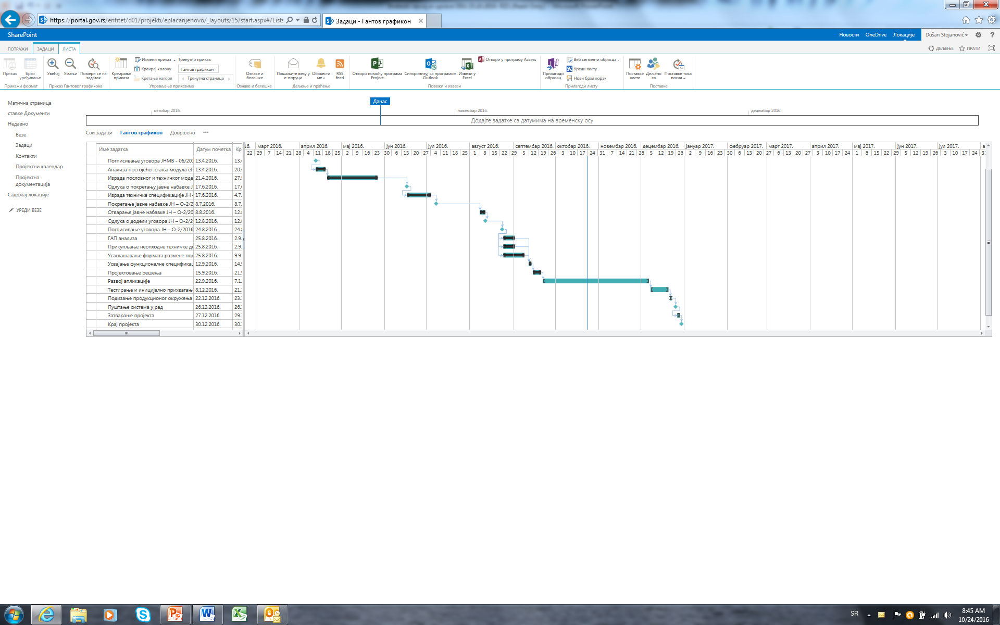 https://portal.gov.rs/entitet/d01/projekti/eplacanjenovo/_layouts/15/start.aspx#/Lists
Задаци - Гантов графикон
SharePoint
Новости OneDrive Локације Dušan Stojanović
ПОТРАЖИ ЗАДАЦИ ЛИСТА
ДЕЉЕЊЕ ПРАТИ
Приказ
Брзо уређивање
Прикажи формат
Увећај
Умањи
Помери се на задатак
Приказ Гантовог графикона
Креирање приказа
Измени приказ
Креирај колону
Кретање нагоре
Тренутни приказ:
Гантов графикон
Тренутна страница
Управљање приказима
Ознаке и белешке
Ознаке и белешке
Пошаљите везу у е-поруци
Обавести ме
RSS feed
Дељење и праћење
Отвори помоћу програма Project
Синхронизуј са програмом Outlook
Извези у Excel
Отвори у програму Access
Повежи и извези
Прилагоди образац
Веб сегменти обрасца
Уреди листу
Нови брзи корак
Прилагоди листу
Поставке листе
Дељено са
Поставке тока посла
Поставке
Матична страница
ставке Документи
Недавно
Везе
Задаци
Контакти
Пројектни календар
Пројектна документација
Садржај локације
УРЕДИ ВЕЗЕ
Данас
октобар 2016. новембар 2016. децембар 2016.
Додајте задатке са датумима на временску осу
Сви задаци Гантов графикон Довршено ...
Име задатка Датум почетка Кр
16. март 2016. април 2016. мај 2016. јун 2016. јул 2016. август 2016. септембар 2016. октобар 2016. новембар 2016. децембар 2016. јануар 2017. фебруар 2017. март 2017. април 2017. мај 2017. јун 2017. јул 2017. а
22 29 7 14 21 28 4 11 18 25 2 9 16 23 30 6 13 20 27 4 11 18 25 1 8 15 22 29 5 12 19 26 3 10 17 24 31 7 14 21 28 5 12 19 26 2 9 16 23 30 6 13 20 27 6 13 20 27 3 10 17 24 1 8 15 22 29 5 12 19 26 3 10 17 24 31
Потписивање уговора ЈНМВ - 06/201 13.4.2016. 13.4
Анализа постојећег стања модула еП 13.4.2016. 20.4
Израда пословног и техничког моде 21.4.2016. 27.
Одлука о покретању јавне набавке Ј 17.6.2016. 17.
Израда техничке спецификације ЈН - 17.6.2016. 4.7.
Покретање јавне набавке ЈН – О-2/2 8.7.2016. 8.7.
Отварање јавне набавке ЈН – О-2/20 8.8.2016. 12.
Одлука о додели уговора ЈН – О-2/20 12.8.2016. 12.
Потписивање уговора ЈН – О-2/2016 24.8.2016. 24.
ГАП анализа 25.8.2016. 2.9.
Прикупљање неопходне техничке до 25.8.2016. 2.9.
Усаглашавање формата размене под 25.8.2016. 9.9.
Усвајање функционалне спецификац 12.9.2016. 14.
Пројектовање решења 15.9.2016. 21.
Развој апликације 22.9.2016. 7.1
Тестирање и иницијално прихватањ 8.12.2016. 21.
Подизање продукционог окружења 22.12.2016. 23.
Пуштање система у рад 26.12.2016. 26.
Затварање пројекта 27.12.2016. 29.
Крај пројекта 30.12.2016. 30.
SR
8:45 AM
10/24/2016